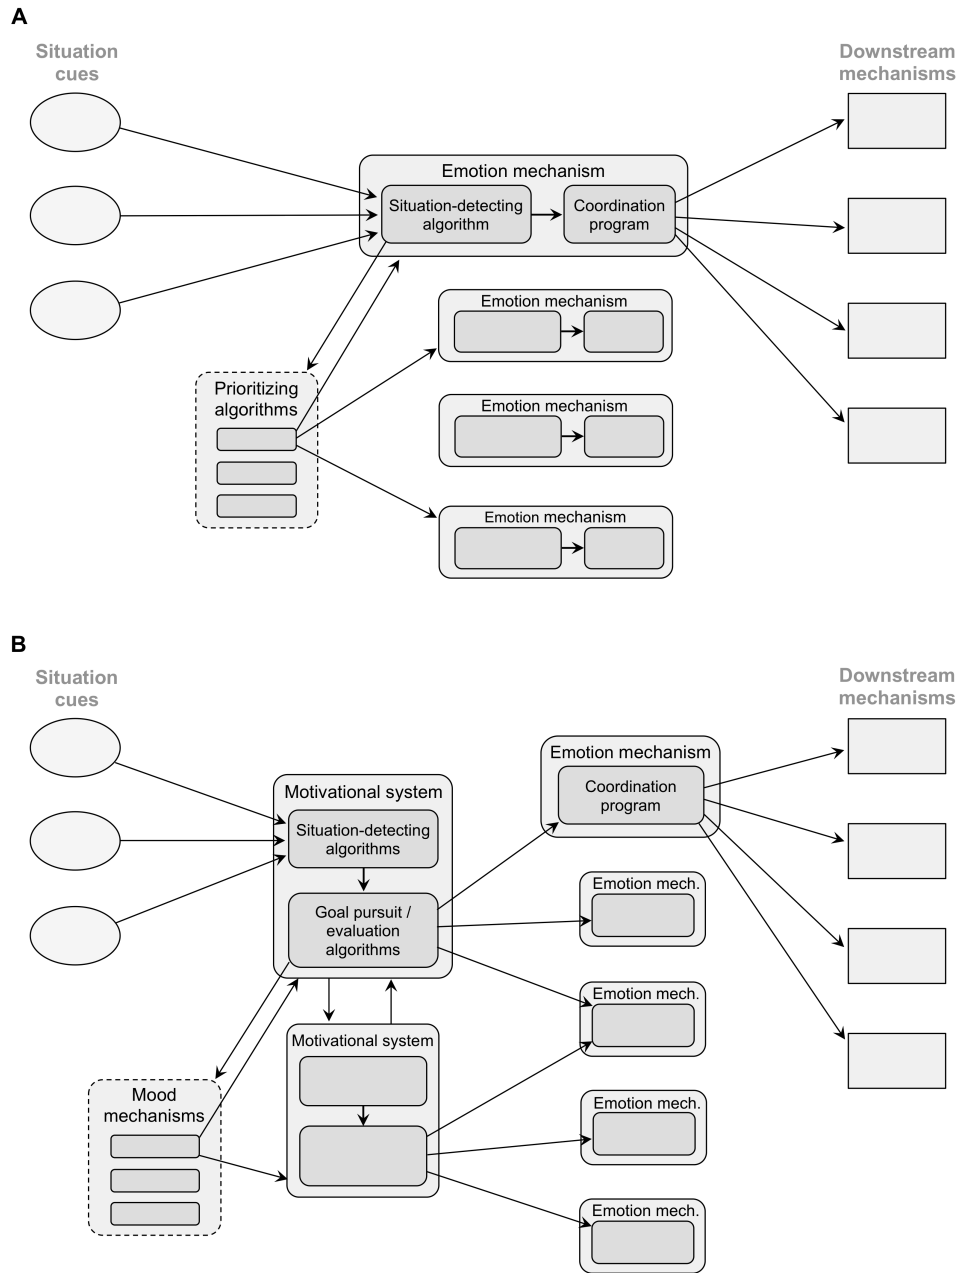 A
Situation
cues
Downstream
mechanisms
Emotion mechanism
Situation-detecting
algorithm
Coordination
program
Emotion mechanism
Prioritizing
algorithms
Emotion mechanism
Emotion mechanism
B
Situation
cues
Downstream
mechanisms
Emotion mechanism
Coordination
program
Motivational system
Situation-detecting
algorithms
Goal pursuit /
evaluation
algorithms
Emotion mech.
Emotion mech.
Motivational system
Mood
mechanisms
Emotion mech.
Emotion mech.